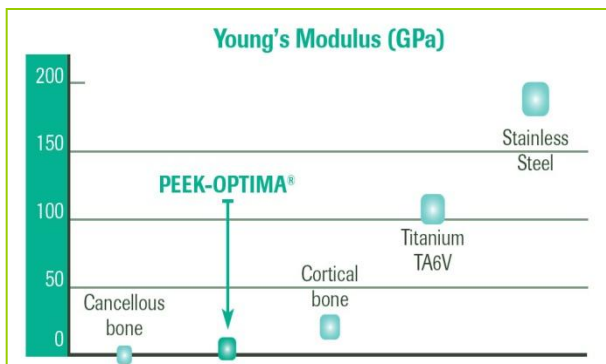 Young's Modulus (GPa)
200
150
100
50
0
PEEK-OPTIMA®
Cancellous
bone
Cortical
bone
Titanium
TA6V
Stainless
Steel